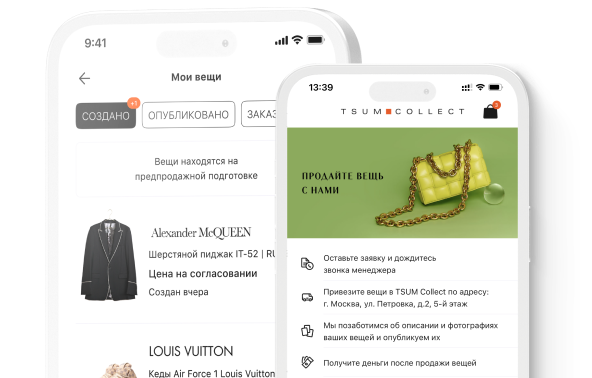 9:41
Мои вещи
СОЗДАНО
+1
ОПУБЛИКОВАНО
ЗАКАЗ
Вещи находятся на
предпродажной подготовке
Alexander McQUEEN
Шерстяной пиджак IT-52 | RU
Цена на согласовании
Создан вчера
LOUIS VUITTON
Кеды Air Force 1 Louis Vuitton
13:39
TSUM COLLECT
ПРОДАЙТЕ ВЕЩЬ
С НАМИ
Оставьте заявку и дождитесь
звонка менеджера
Привезите вещи в TSUM Collect по адресу:
г. Москва, ул. Петровка, д.2, 5-й этаж
Мы позаботимся об описании и фотографиях
ваших вещей и опубликуем их
Получите деньги после продажи вещей